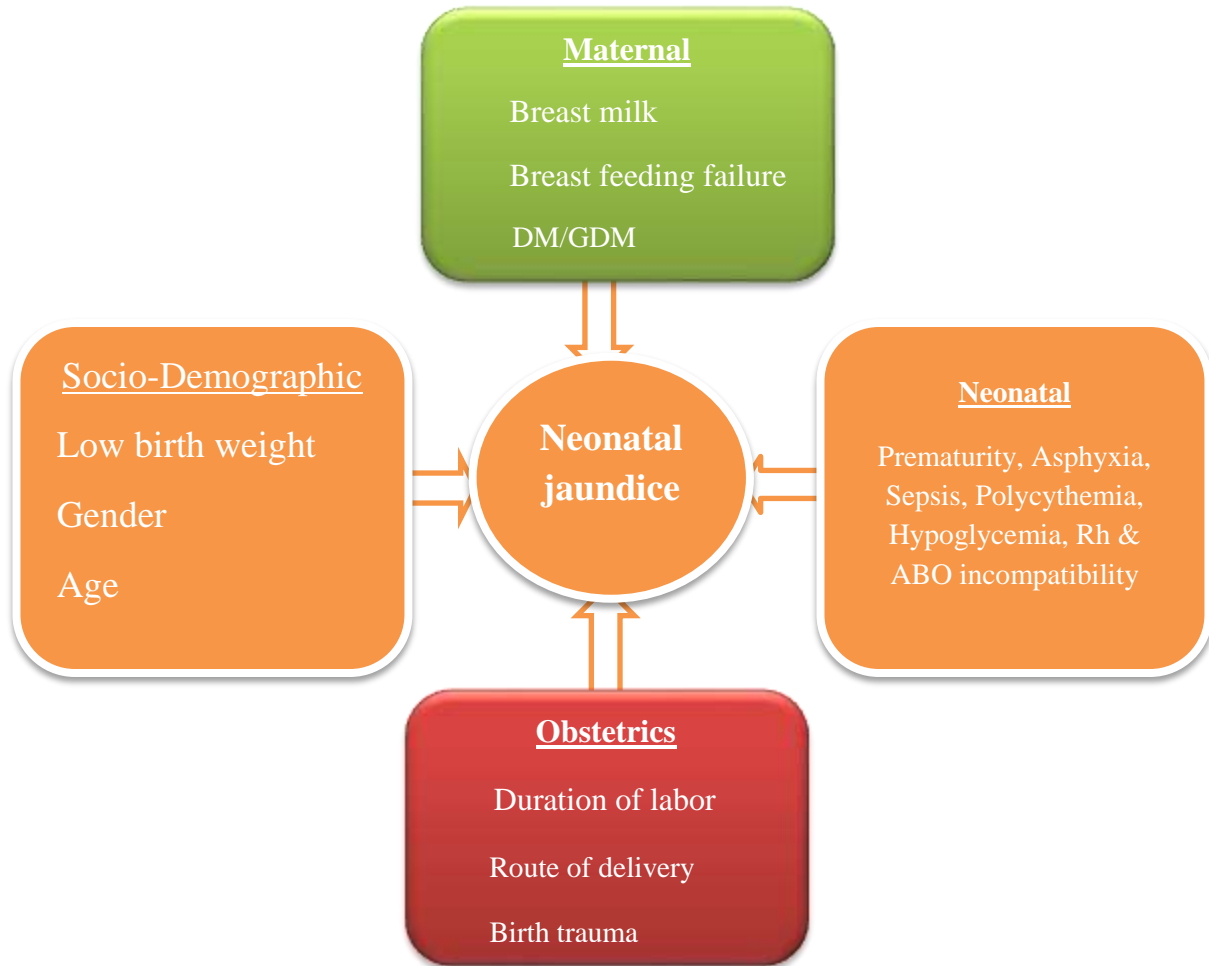 Maternal
Breast milk
Breast feeding failure
DM/GDM
Socio-Demographic
Low birth weight
Gender
Age
Neonatal
jaundice
Neonatal
Prematurity, Asphyxia,
Sepsis, Polycythemia,
Hypoglycemia, Rh &
ABO incompatibility
Obstetrics
Duration of labor
Route of delivery
Birth trauma